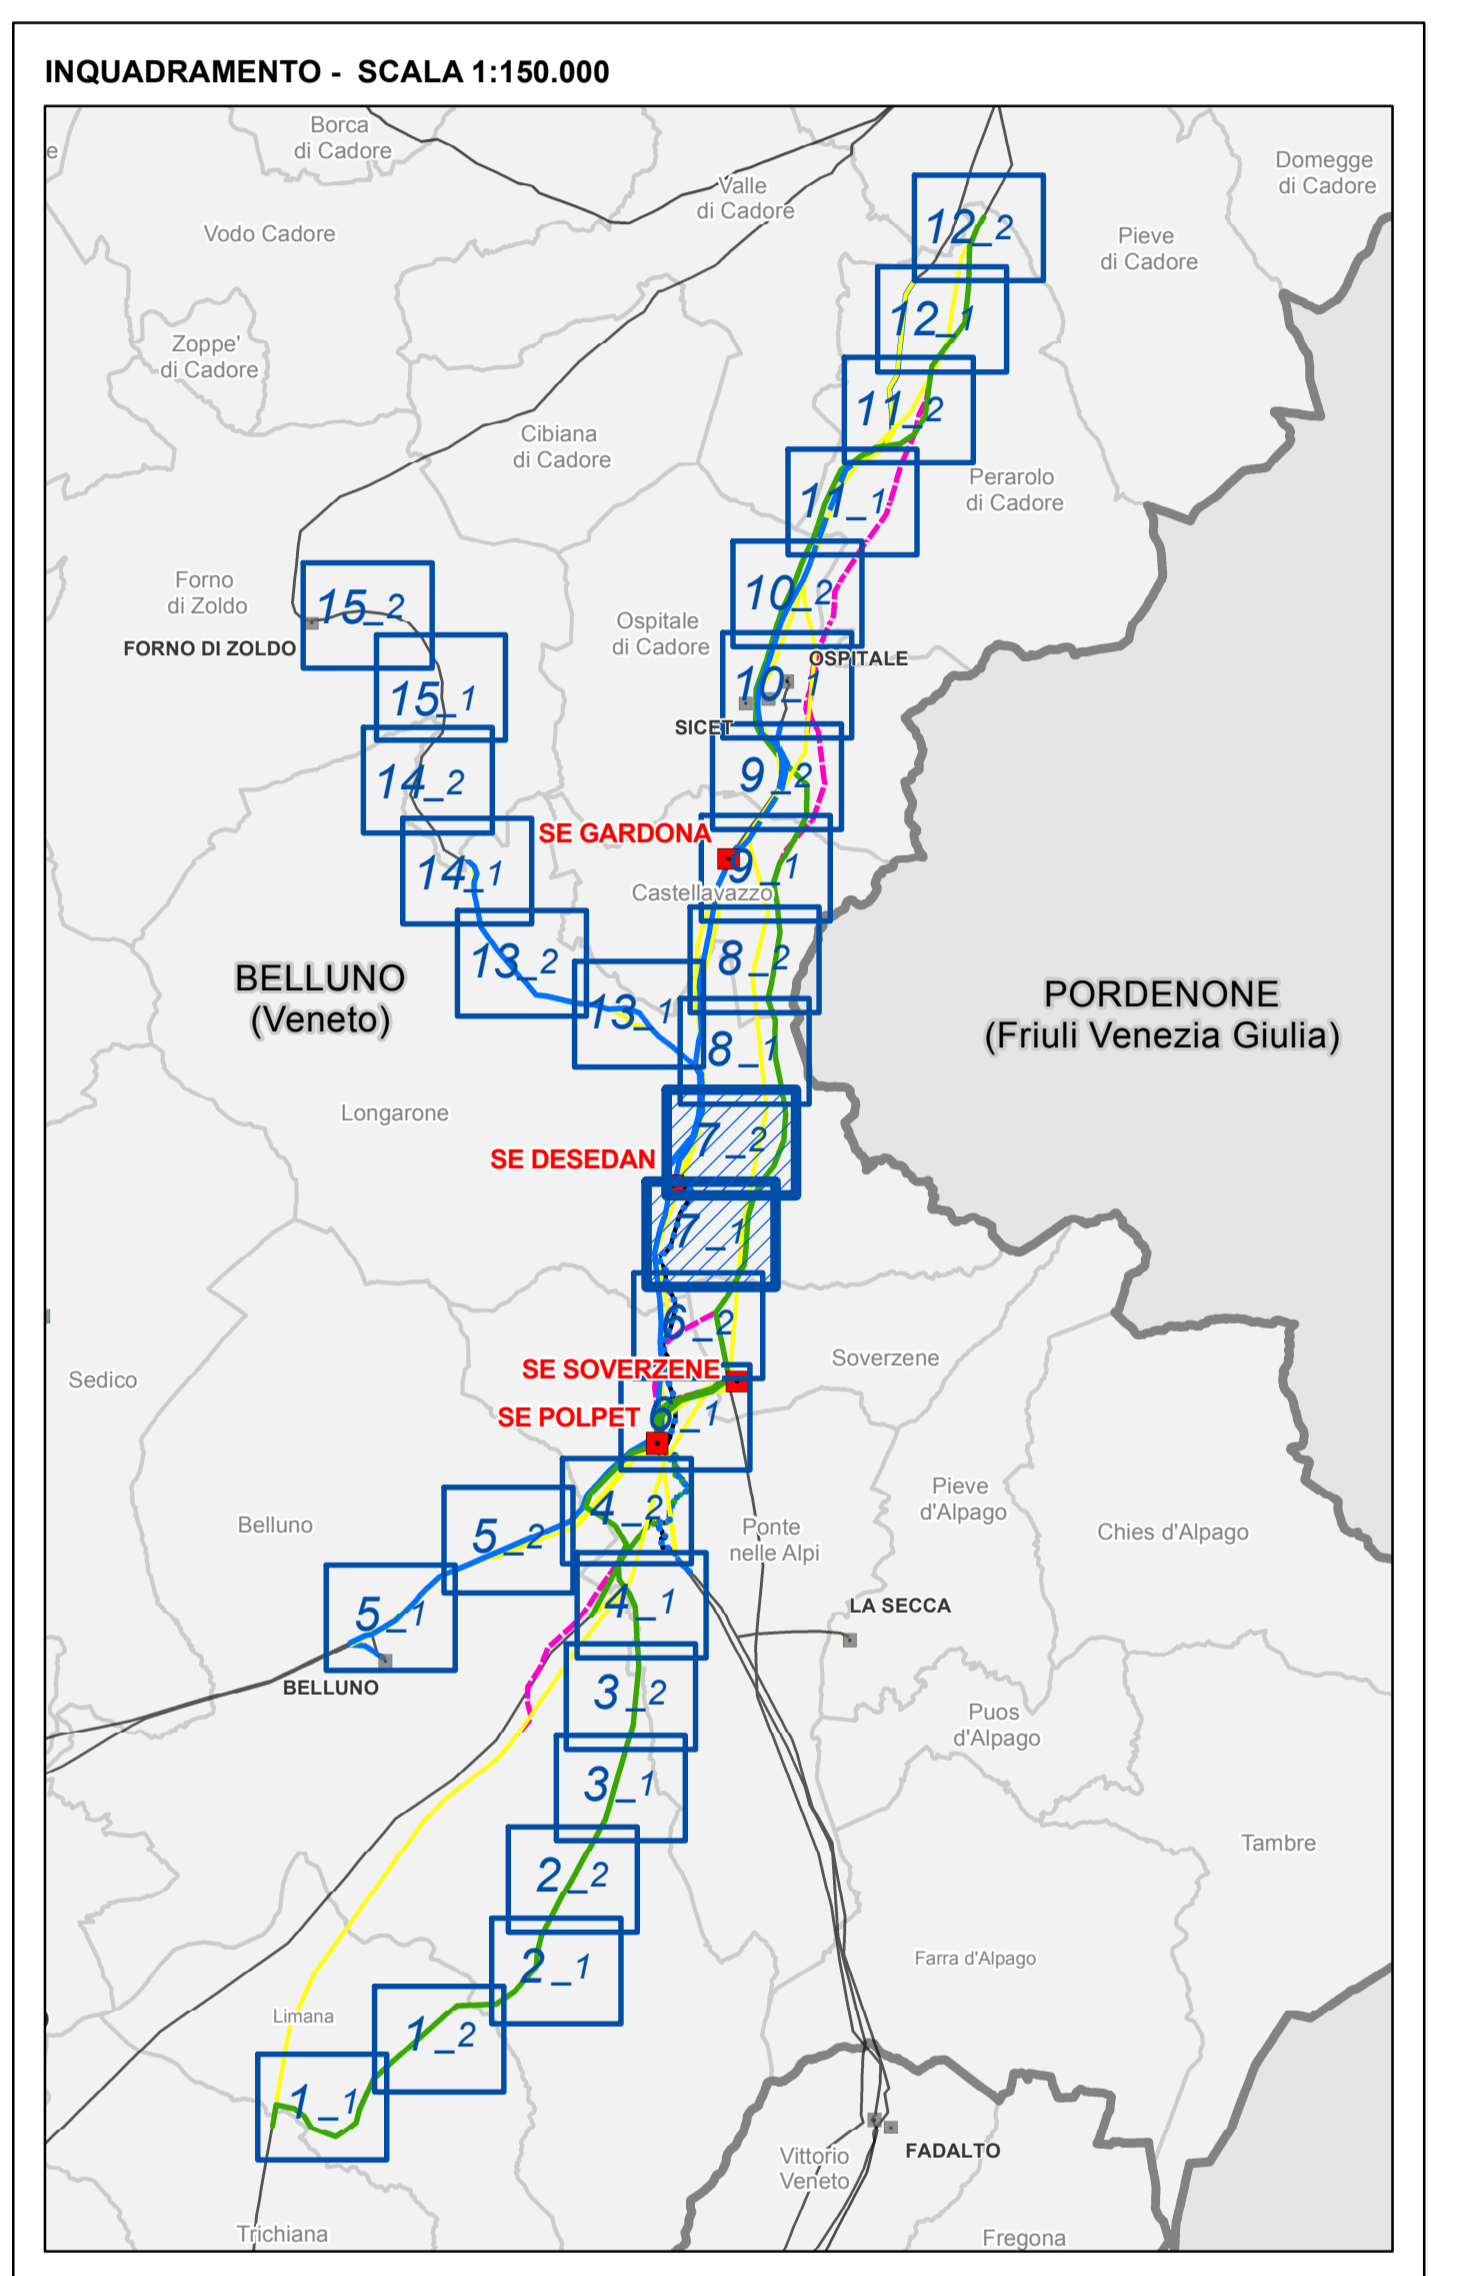 INQUADRAMENTO - SCALA 1:150.000
Borca
di Cadore
e
Valle
di Cadore
Domegge
di Cadore
Vodo Cadore
12_2
Pieve
di Cadore
12_1
Zoppe'
di Cadore
11_2
Cibiana
di Cadore
Perarolo
di Cadore
11_1
Forno
di Zoldo
15_2
10_2
Ospitale
di Cadore
FORNO DI ZOLDO
OSPITALE
15_1
10_1
SICET
14_2
9_2
SE GARDONA
14_1
9_1
Castellavazzo
13_2
8_2
BELLUNO
(Veneto)
PORDENONE
(Friuli Venezia Giulia)
13_1
8_1
Longarone
7_2
SE DESEDAN
7_1
6_2
Soverzene
SE SOVERZENE
Sedico
SE POLPET
6_1
Pieve
d'Alpago
4_2
Belluno
5_2
Ponte
nelle Alpi
Chies d'Alpago
5_1
4_1
LA SECCA
BELLUNO
3_2
Puos
d'Alpago
3_1
Tambre
2_2
2_1
Farra d'Alpago
Limana
1_2
1_1
Vittorio
Veneto
FADALTO
Trichiana
Fregona